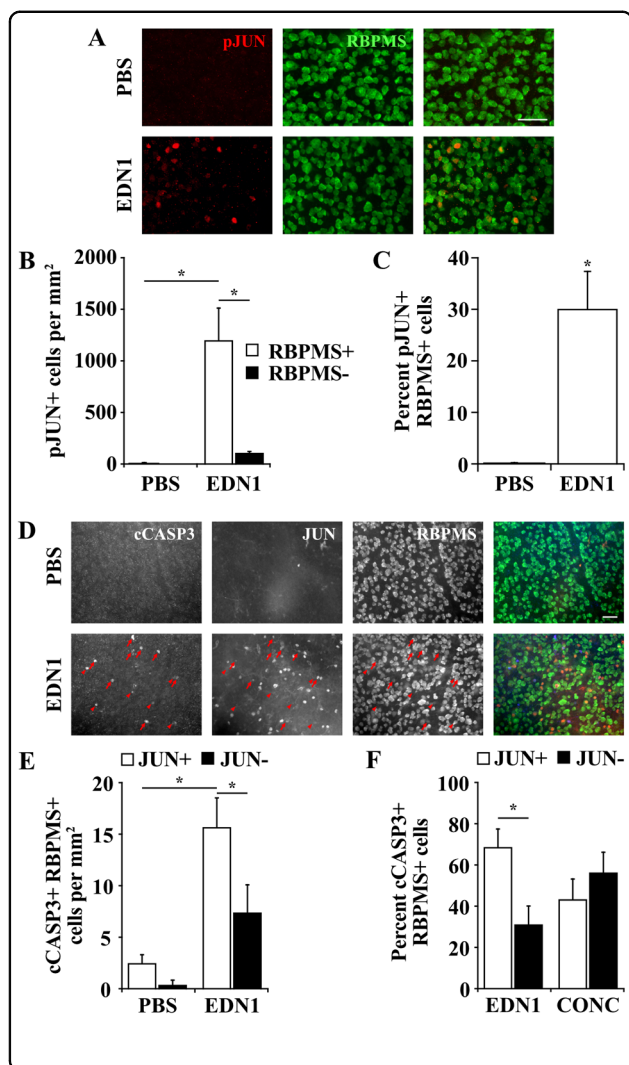 A
pJUN
RBPMS
PBS
EDN1
B
pJUN+ cells per mm²
2000
1500
1000
500
0
PBS
EDN1
*
*
RBPMS+
RBPMS-
C
Percent pJUN+
RBPMS+ cells
40
30
20
10
0
PBS
EDN1
*
D
cCASP3
JUN
RBPMS
PBS
EDN1
E
JUN+
JUN-
cCASP3+ RBPMS+
cells per mm²
20
15
10
5
0
PBS
EDN1
*
*
F
JUN+
JUN-
Percent cCASP3+
RBPMS+ cells
100
80
60
40
20
0
EDN1
CONC
*